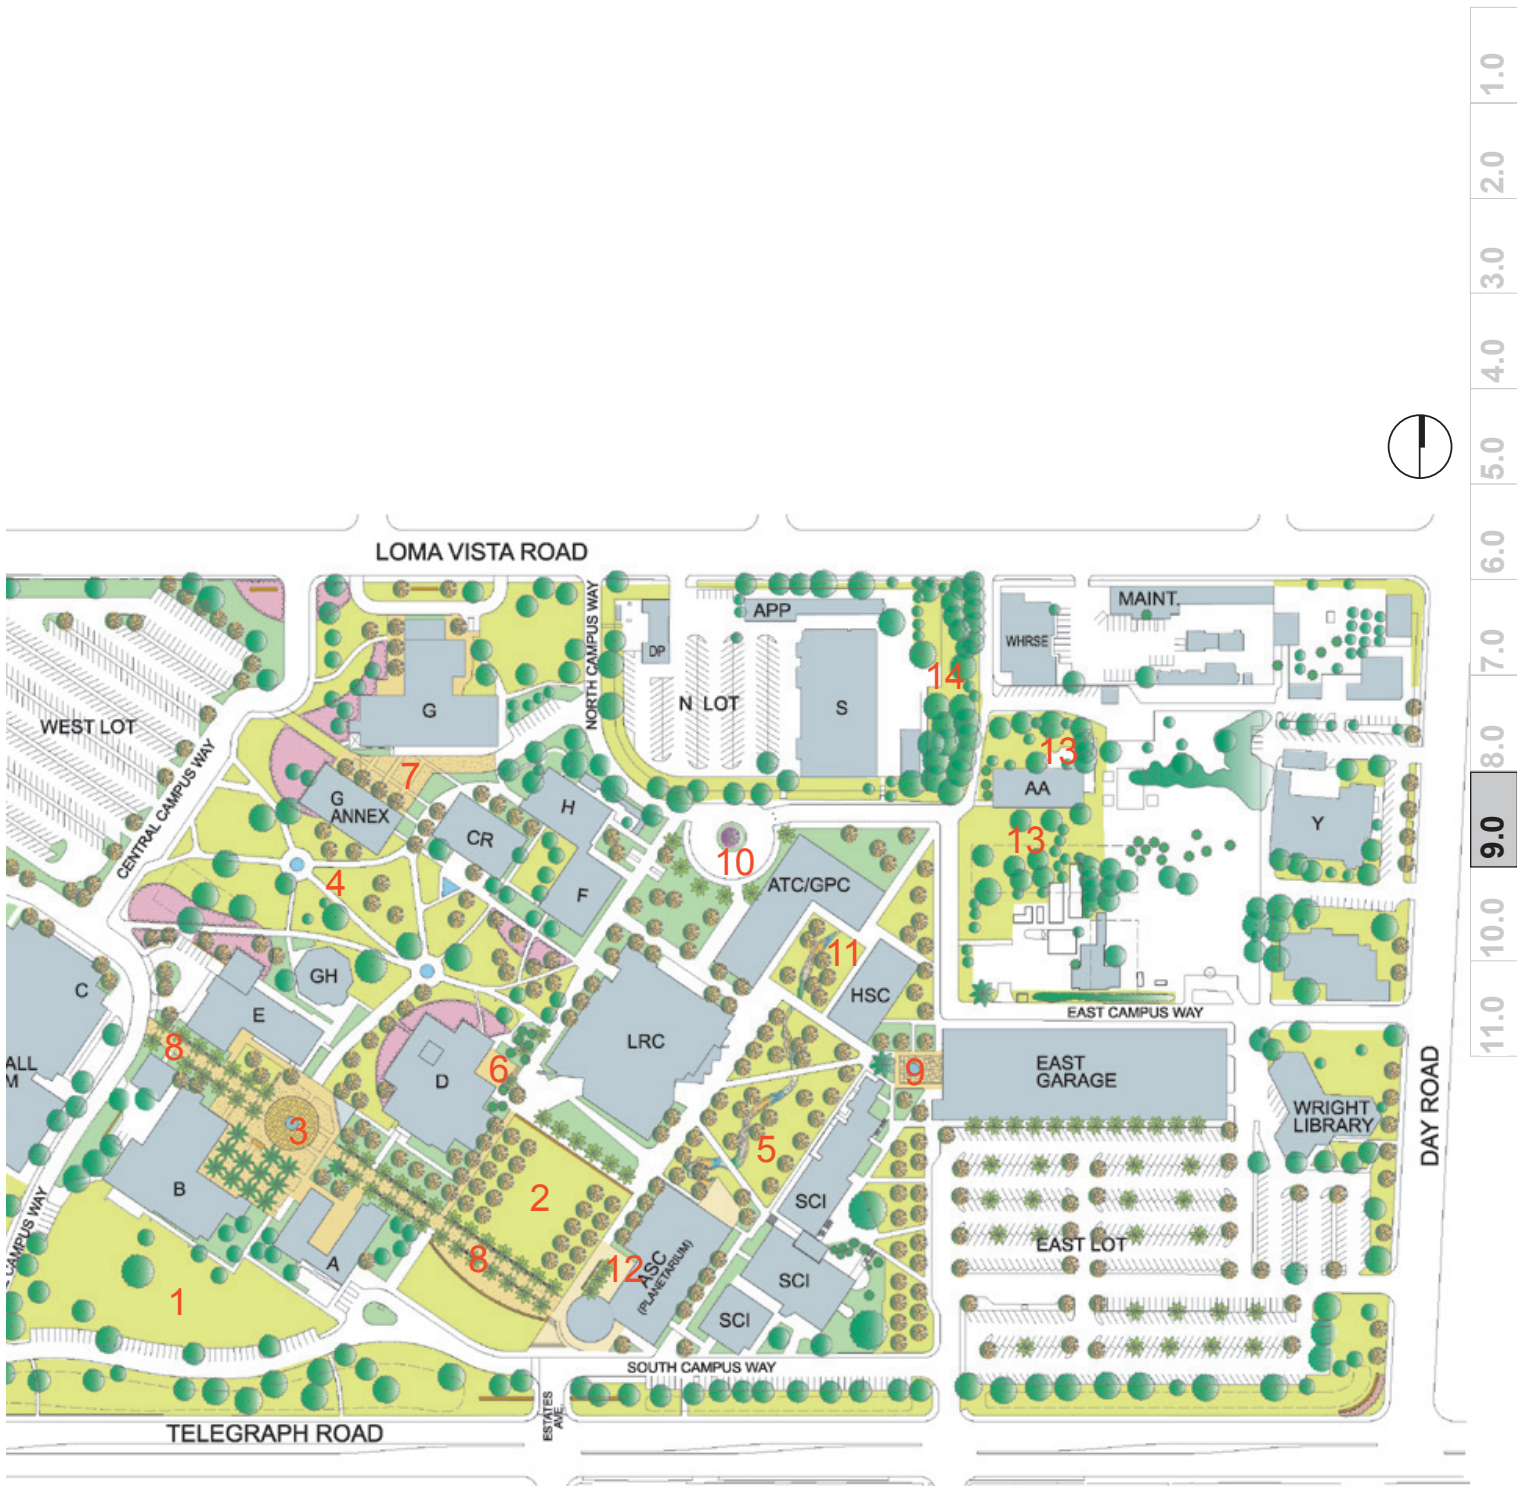 1.0
2.0
3.0
4.0
5.0
6.0
7.0
8.0
9.0
10.0
11.0
LOMA VISTA ROAD
NORTH CAMPUS WAY
APP
MAINT.
WHRSE
DP
14
WEST LOT
G
N LOT
S
CENTRAL CAMPUS WAY
7
13
G
ANNEX
H
AA
CR
10
13
Y
4
F
ATC/GPC
11
GH
C
HSC
E
EAST CAMPUS WAY
8
LRC
ALL
M
D
6
9
EAST
GARAGE
3
5
WRIGHT
LIBRARY
DAY ROAD
B
2
SCI
CAMPUS WAY
A
8
12
ASC
(PLANETARIUM)
EAST LOT
1
SCI
SCI
SOUTH CAMPUS WAY
ESTATES
AVE.
TELEGRAPH ROAD